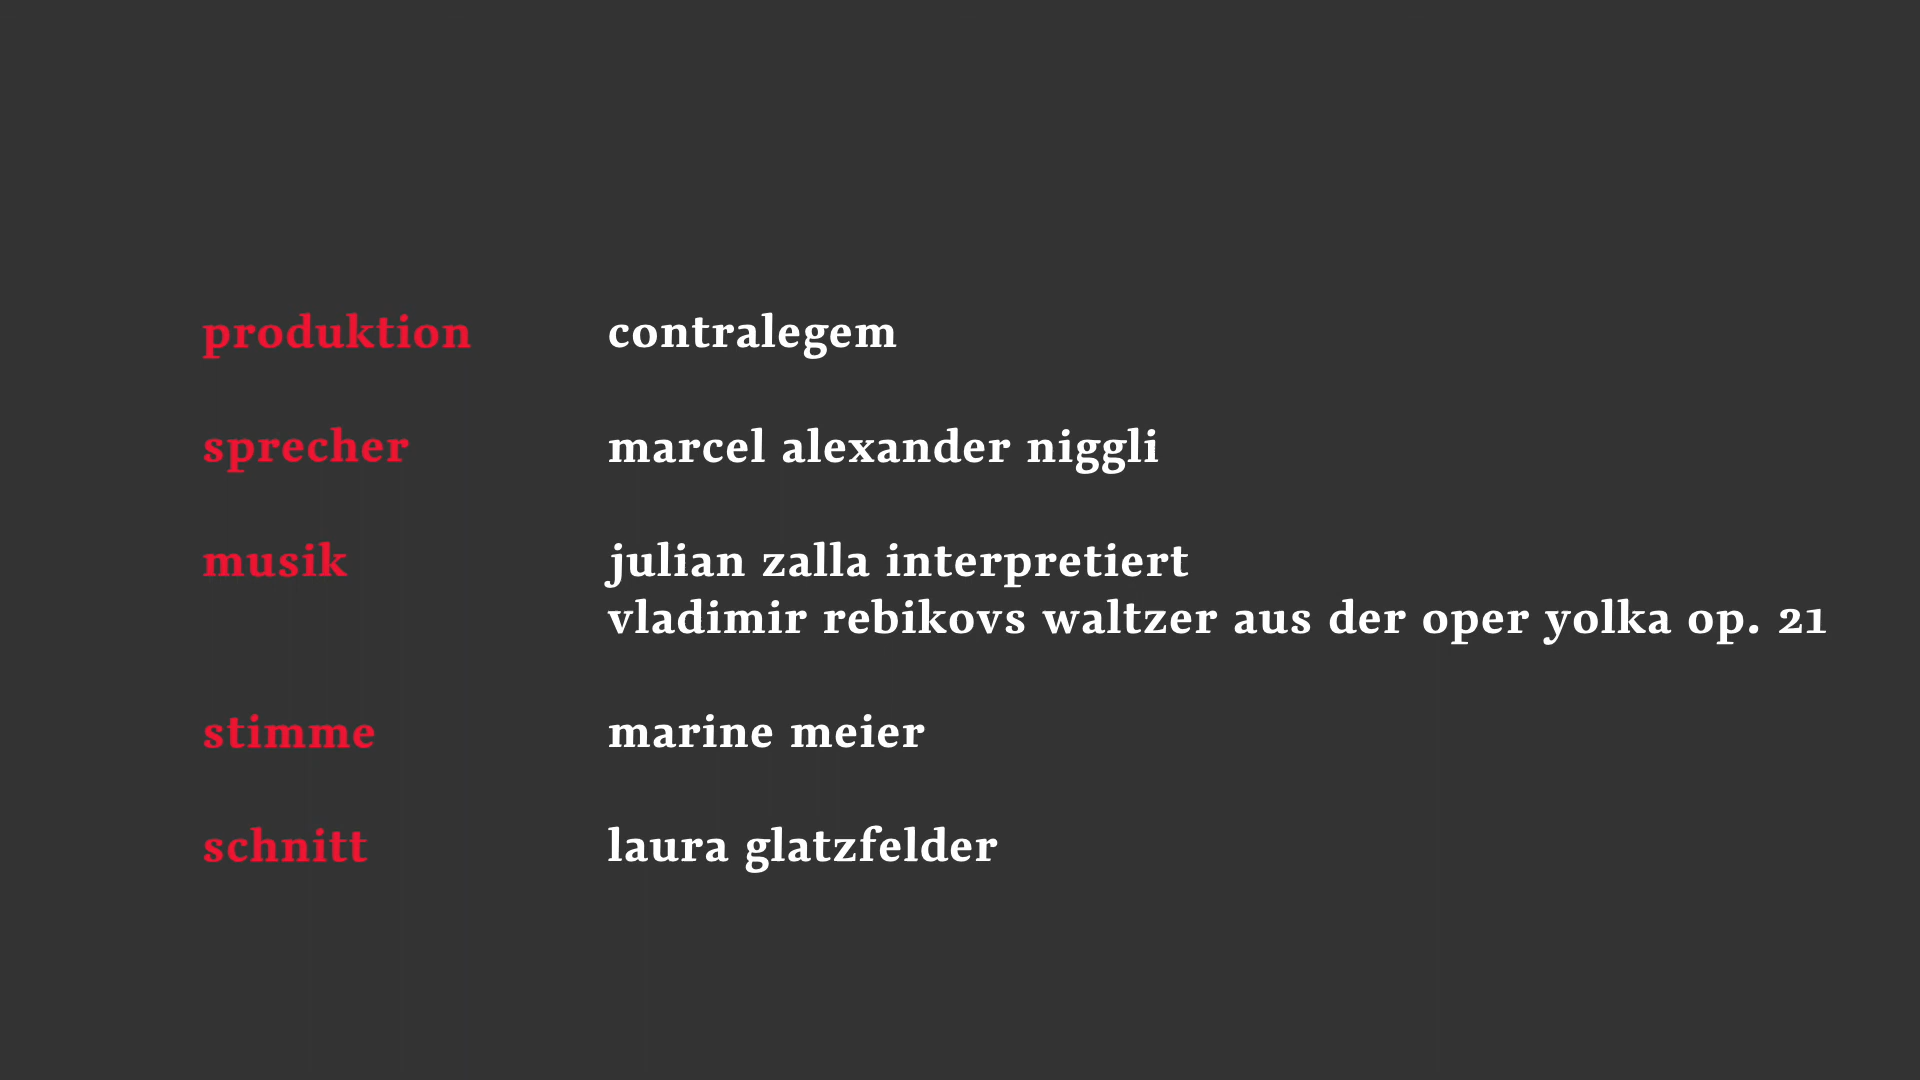 produktion contralegem
sprecher marcel alexander niggli
musik julian zalla interpretiert
vladimir rebikovs waltzer aus der oper yolka op. 21
stimme marine meier
schnitt laura glatzfelder